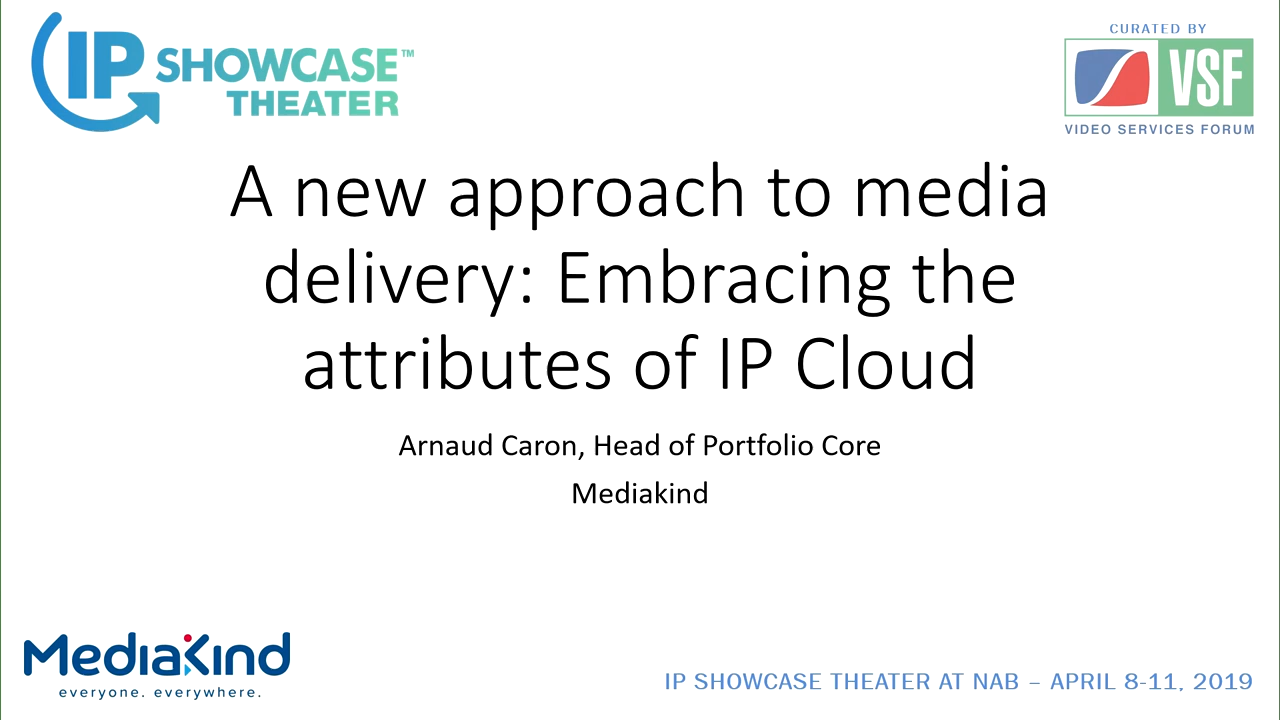 IP SHOWCASE™
THEATER
CURATED BY
VSF
VIDEO SERVICES FORUM
A new approach to media
delivery: Embracing the
attributes of IP Cloud
Arnaud Caron, Head of Portfolio Core
Mediakind
MediaKind
everyone. everywhere.
IP SHOWCASE THEATER AT NAB – APRIL 8-11, 2019